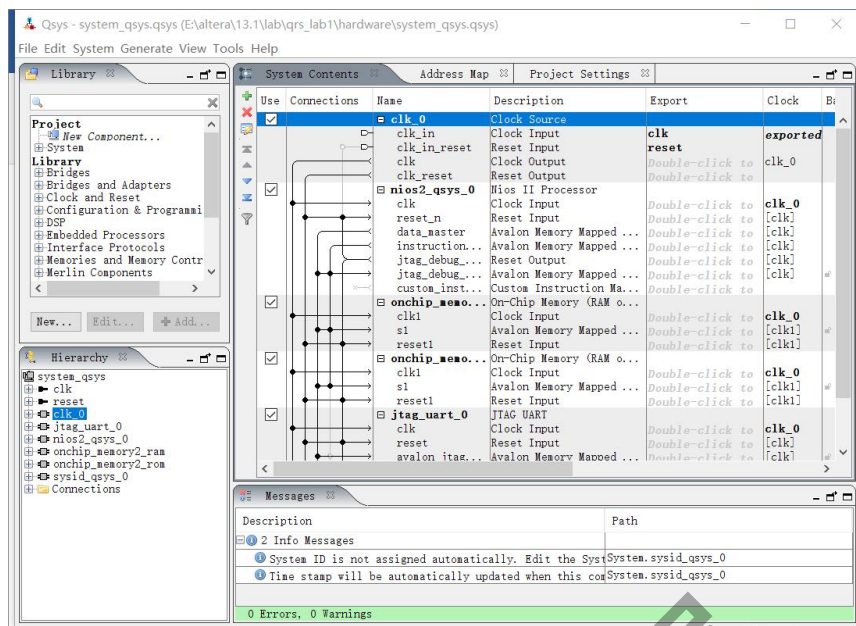 Qsys - system_qsys.qsys (E:\altera\13.1\lab\qrs_lab1\hardware\system_qsys.qsys)
File Edit System Generate View Tools Help
Library
Project
New Component...
System
Library
Bridges
Bridges and Adapters
Clock and Reset
Configuration & Programmi
DSP
Embedded Processors
Interface Protocols
Memories and Memory Contr
Merlin Components
New... Edit... Add...
Hierarchy
system_qsys
clk
reset
clk_0
jtag_uart_0
nios2_qsys_0
onchip_memory2_ram
onchip_memory2_rom
sysid_qsys_0
Connections
System Contents Address Map Project Settings
Use Connections Name Description Export Clock Ba
clk_0 Clock Source
clk_in Clock Input clk exported
clk_in_reset Reset Input reset
clk Clock Output Double-click to clk_0
clk_reset Reset Output Double-click to
nios2_qsys_0 Nios II Processor
clk Clock Input Double-click to clk_0
reset_n Reset Input Double-click to [clk]
data_master Avalon Memory Mapped ... Double-click to [clk]
instruction... Avalon Memory Mapped ... Double-click to [clk]
jtag_debug_... Reset Output Double-click to [clk]
jtag_debug_... Avalon Memory Mapped ... Double-click to [clk]
custom_inst... Custom Instruction Ma... Double-click to
onchip_memo... On-Chip Memory (RAM o...
clk1 Clock Input Double-click to clk_0
s1 Avalon Memory Mapped ... Double-click to [clk1]
reset1 Reset Input Double-click to [clk1]
onchip_memo... On-Chip Memory (RAM o...
clk1 Clock Input Double-click to clk_0
s1 Avalon Memory Mapped ... Double-click to [clk1]
reset1 Reset Input Double-click to [clk1]
jtag_uart_0 JTAG UART
clk Clock Input Double-click to clk_0
reset Reset Input Double-click to [clk]
avalon_jtag... Avalon Memory Mapped ... Double-click to [clk]
Messages
Description Path
2 Info Messages
System ID is not assigned automatically. Edit the Syst System.sysid_qsys_0
Time stamp will be automatically updated when this com System.sysid_qsys_0
0 Errors, 0 Warnings